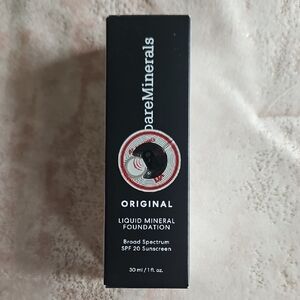 bareMinerals
ORIGINAL
LIQUID MINERAL
FOUNDATION
Broad Spectrum
SPF 20 Sunscreen
30 ml / 1 fl. oz.